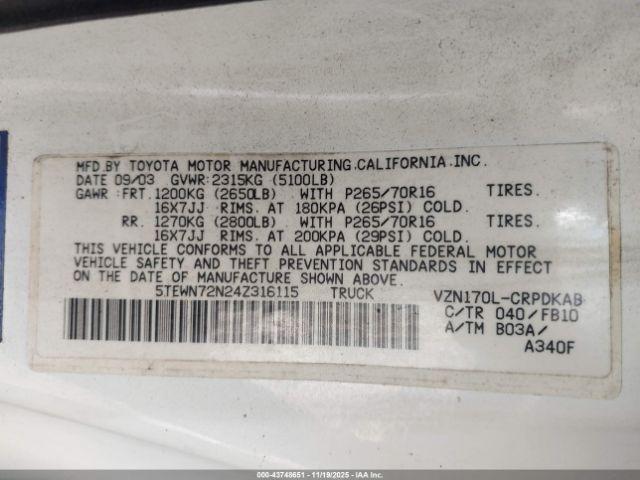 MFD.BY TOYOTA MOTOR MANUFACTURING.CALIFORNIA.INC.
DATE 09/03 GVWR:2315KG (5100LB)
GAWR: FRT. 1200KG (2650LB) WITH P265/70R16 TIRES.
16X7JJ RIMS. AT 180KPA (26PSI) COLD.
RR. 1270KG (2800LB) WITH P265/70R16 TIRES.
16X7JJ RIMS. AT 200KPA (29PSI) COLD.
THIS VEHICLE CONFORMS TO ALL APPLICABLE FEDERAL MOTOR
VEHICLE SAFETY AND THEFT PREVENTION STANDARDS IN EFFECT
ON THE DATE OF MANUFACTURE SHOWN ABOVE.
5TEWN72N24Z316115 TRUCK VZN170L-CRPDKAB
C/TR 040/FB10
A/TM B03A/
A340F
000-43748651 - 11/19/2025 - IAA Inc.